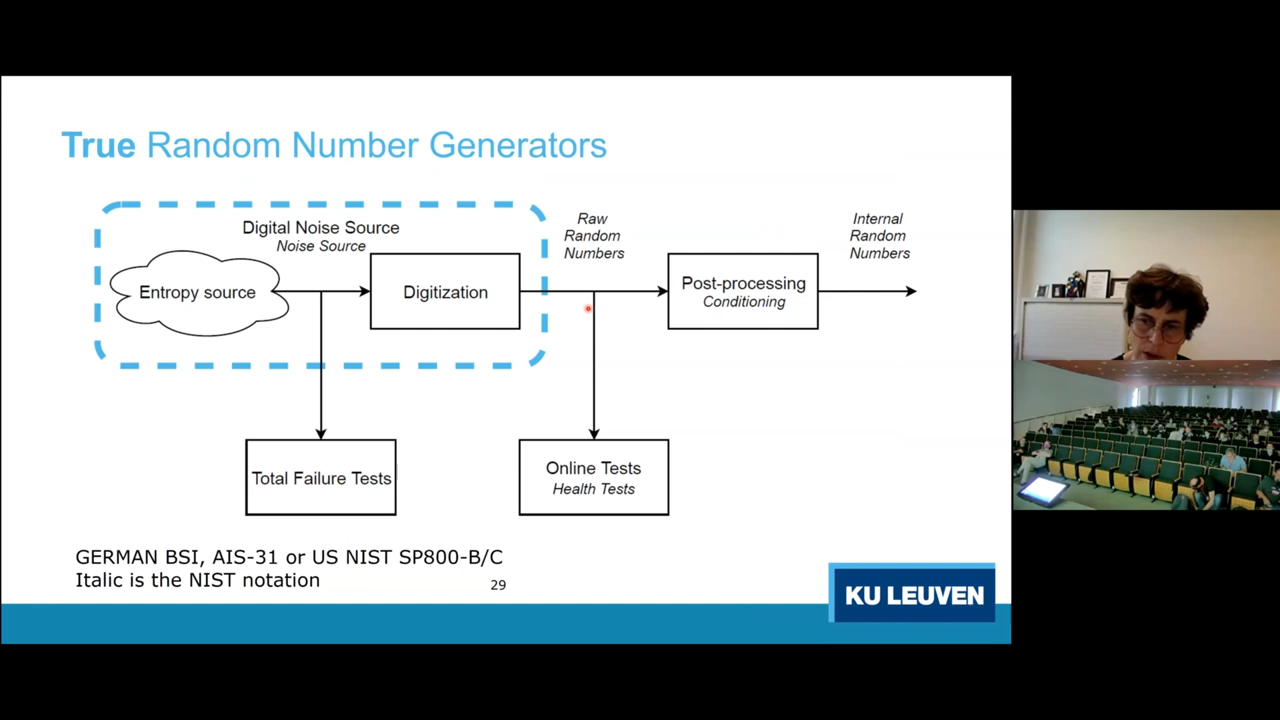 True Random Number Generators
Digital Noise Source
Noise Source
Entropy source
Digitization
Raw
Random
Numbers
Post-processing
Conditioning
Internal
Random
Numbers
Total Failure Tests
Online Tests
Health Tests
GERMAN BSI, AIS-31 or US NIST SP800-B/C
Italic is the NIST notation
29
KU LEUVEN